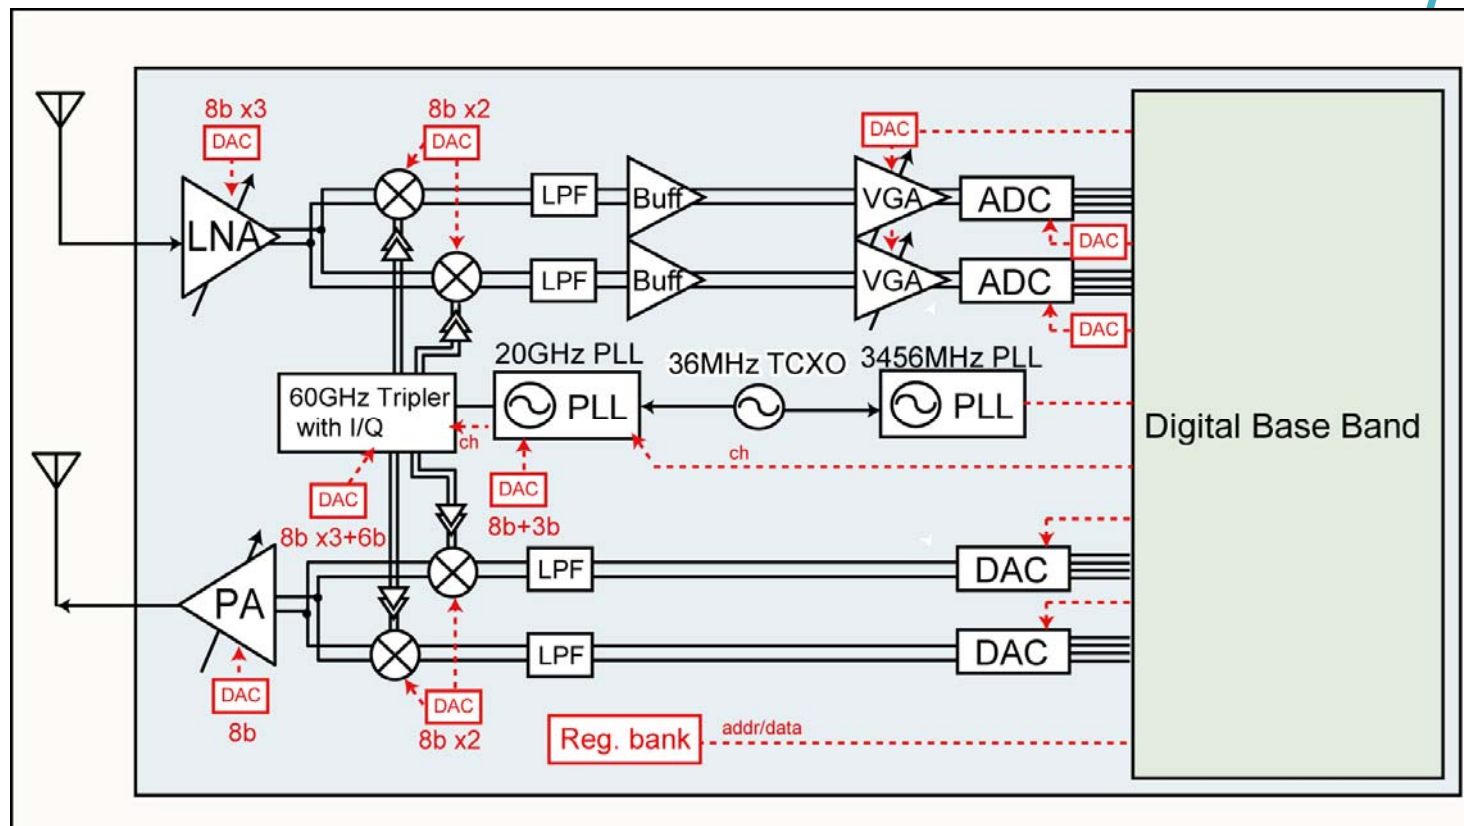 8b x3
DAC
8b x2
DAC
DAC
LNA
LPF
Buff
VGA
ADC
DAC
LPF
Buff
VGA
ADC
DAC
20GHz PLL
36MHz TCXO
3456MHz PLL
60GHz Tripler
with I/Q
ch
PLL
PLL
Digital Base Band
ch
DAC
8b x3+6b
DAC
8b+3b
LPF
DAC
PA
LPF
DAC
DAC
8b
DAC
8b x2
Reg. bank
addr/data